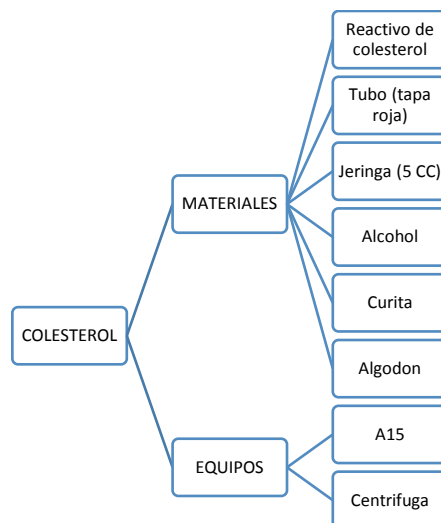 Reactivo de
colesterol
Tubo (tapa
roja)
Jeringa (5 CC)
MATERIALES
Alcohol
Curita
COLESTEROL
Algodon
A15
EQUIPOS
Centrifuga